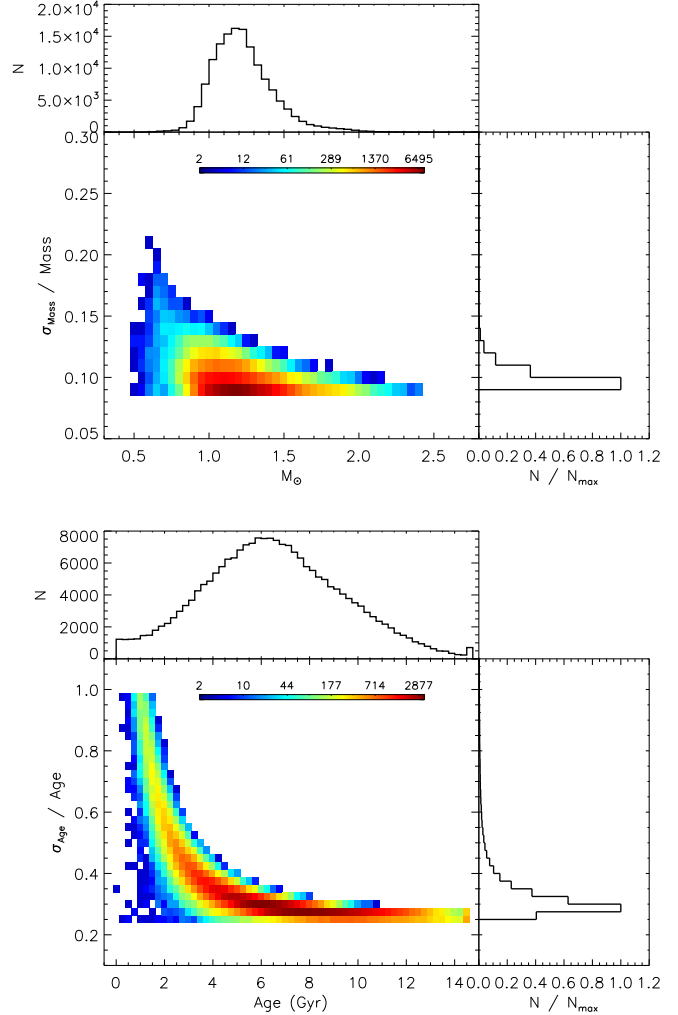 2.0×10⁴
1.5×10⁴
1.0×10⁴
5.0×10³
0
N
2 12 61 289 1370 6495
0.30
0.25
0.20
0.15
0.10
0.05
σMass / Mass
0.5 1.0 1.5 2.0 2.5
M⊙
0.0 0.2 0.4 0.6 0.8 1.0 1.2
N / Nmax
8000
6000
4000
2000
0
N
2 10 44 177 714 2877
1.0
0.8
0.6
0.4
0.2
σAge / Age
0 2 4 6 8 10 12 14
Age (Gyr)
0.0 0.2 0.4 0.6 0.8 1.0 1.2
N / Nmax